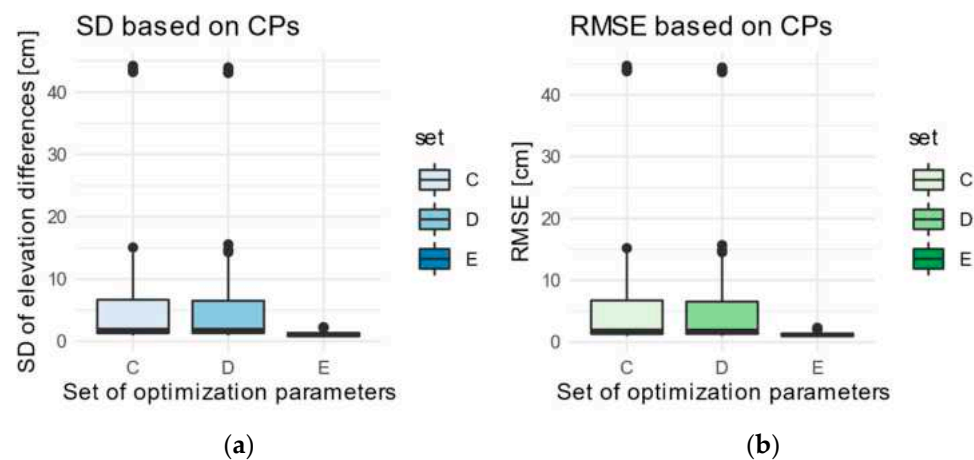 SD based on CPs
SD of elevation differences [cm]
40
30
20
10
0
C D E
Set of optimization parameters
set
C
D
E
(a)
RMSE based on CPs
RMSE [cm]
40
30
20
10
0
C D E
Set of optimization parameters
set
C
D
E
(b)